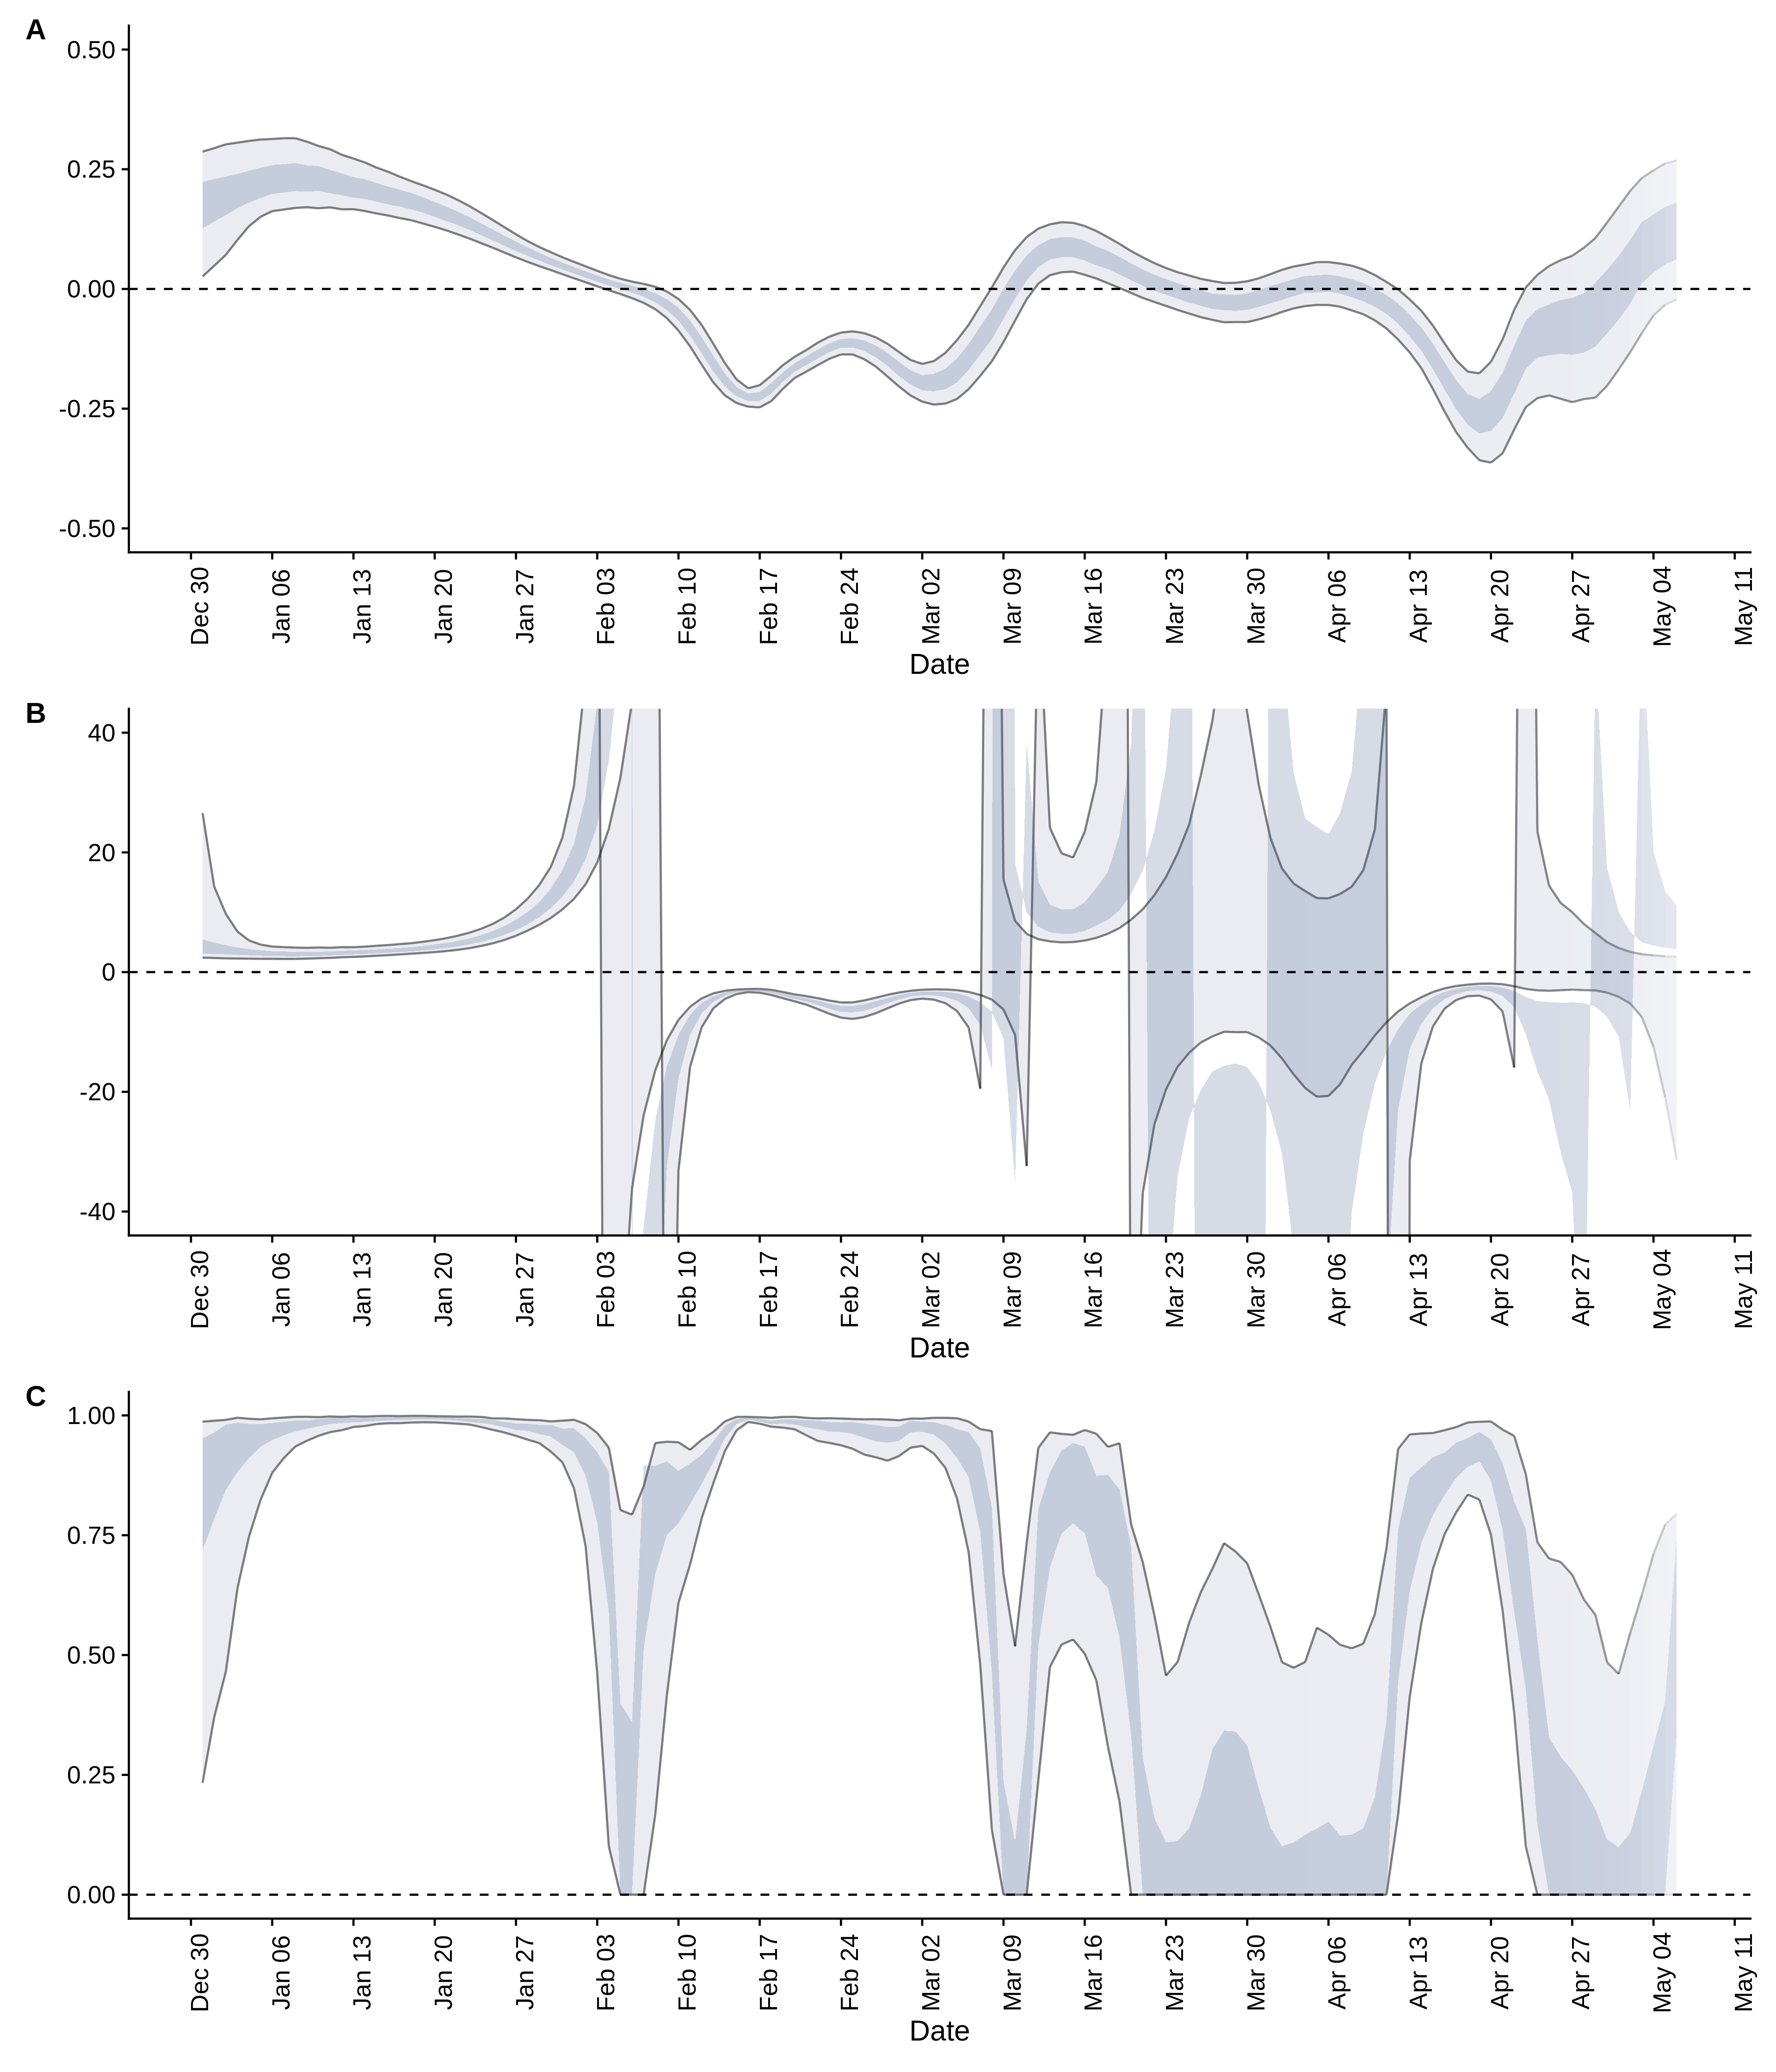 A
0.50
0.25
0.00
-0.25
-0.50
Dec 30
Jan 06
Jan 13
Jan 20
Jan 27
Feb 03
Feb 10
Feb 17
Feb 24
Mar 02
Mar 09
Mar 16
Mar 23
Mar 30
Apr 06
Apr 13
Apr 20
Apr 27
May 04
May 11
Date
B
40
20
0
-20
-40
Dec 30
Jan 06
Jan 13
Jan 20
Jan 27
Feb 03
Feb 10
Feb 17
Feb 24
Mar 02
Mar 09
Mar 16
Mar 23
Mar 30
Apr 06
Apr 13
Apr 20
Apr 27
May 04
May 11
Date
C
1.00
0.75
0.50
0.25
0.00
Dec 30
Jan 06
Jan 13
Jan 20
Jan 27
Feb 03
Feb 10
Feb 17
Feb 24
Mar 02
Mar 09
Mar 16
Mar 23
Mar 30
Apr 06
Apr 13
Apr 20
Apr 27
May 04
May 11
Date